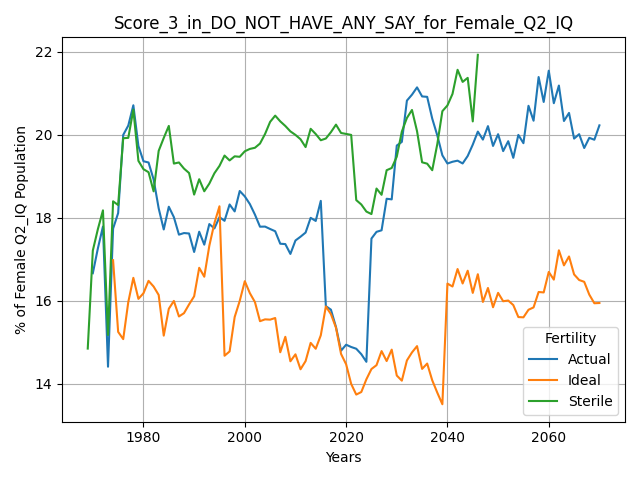 Score_3_in_DO_NOT_HAVE_ANY_SAY_for_Female_Q2_IQ
% of Female Q2_IQ Population
22
20
18
16
14
1980
2000
2020
2040
2060
Years
Fertility
Actual
Ideal
Sterile